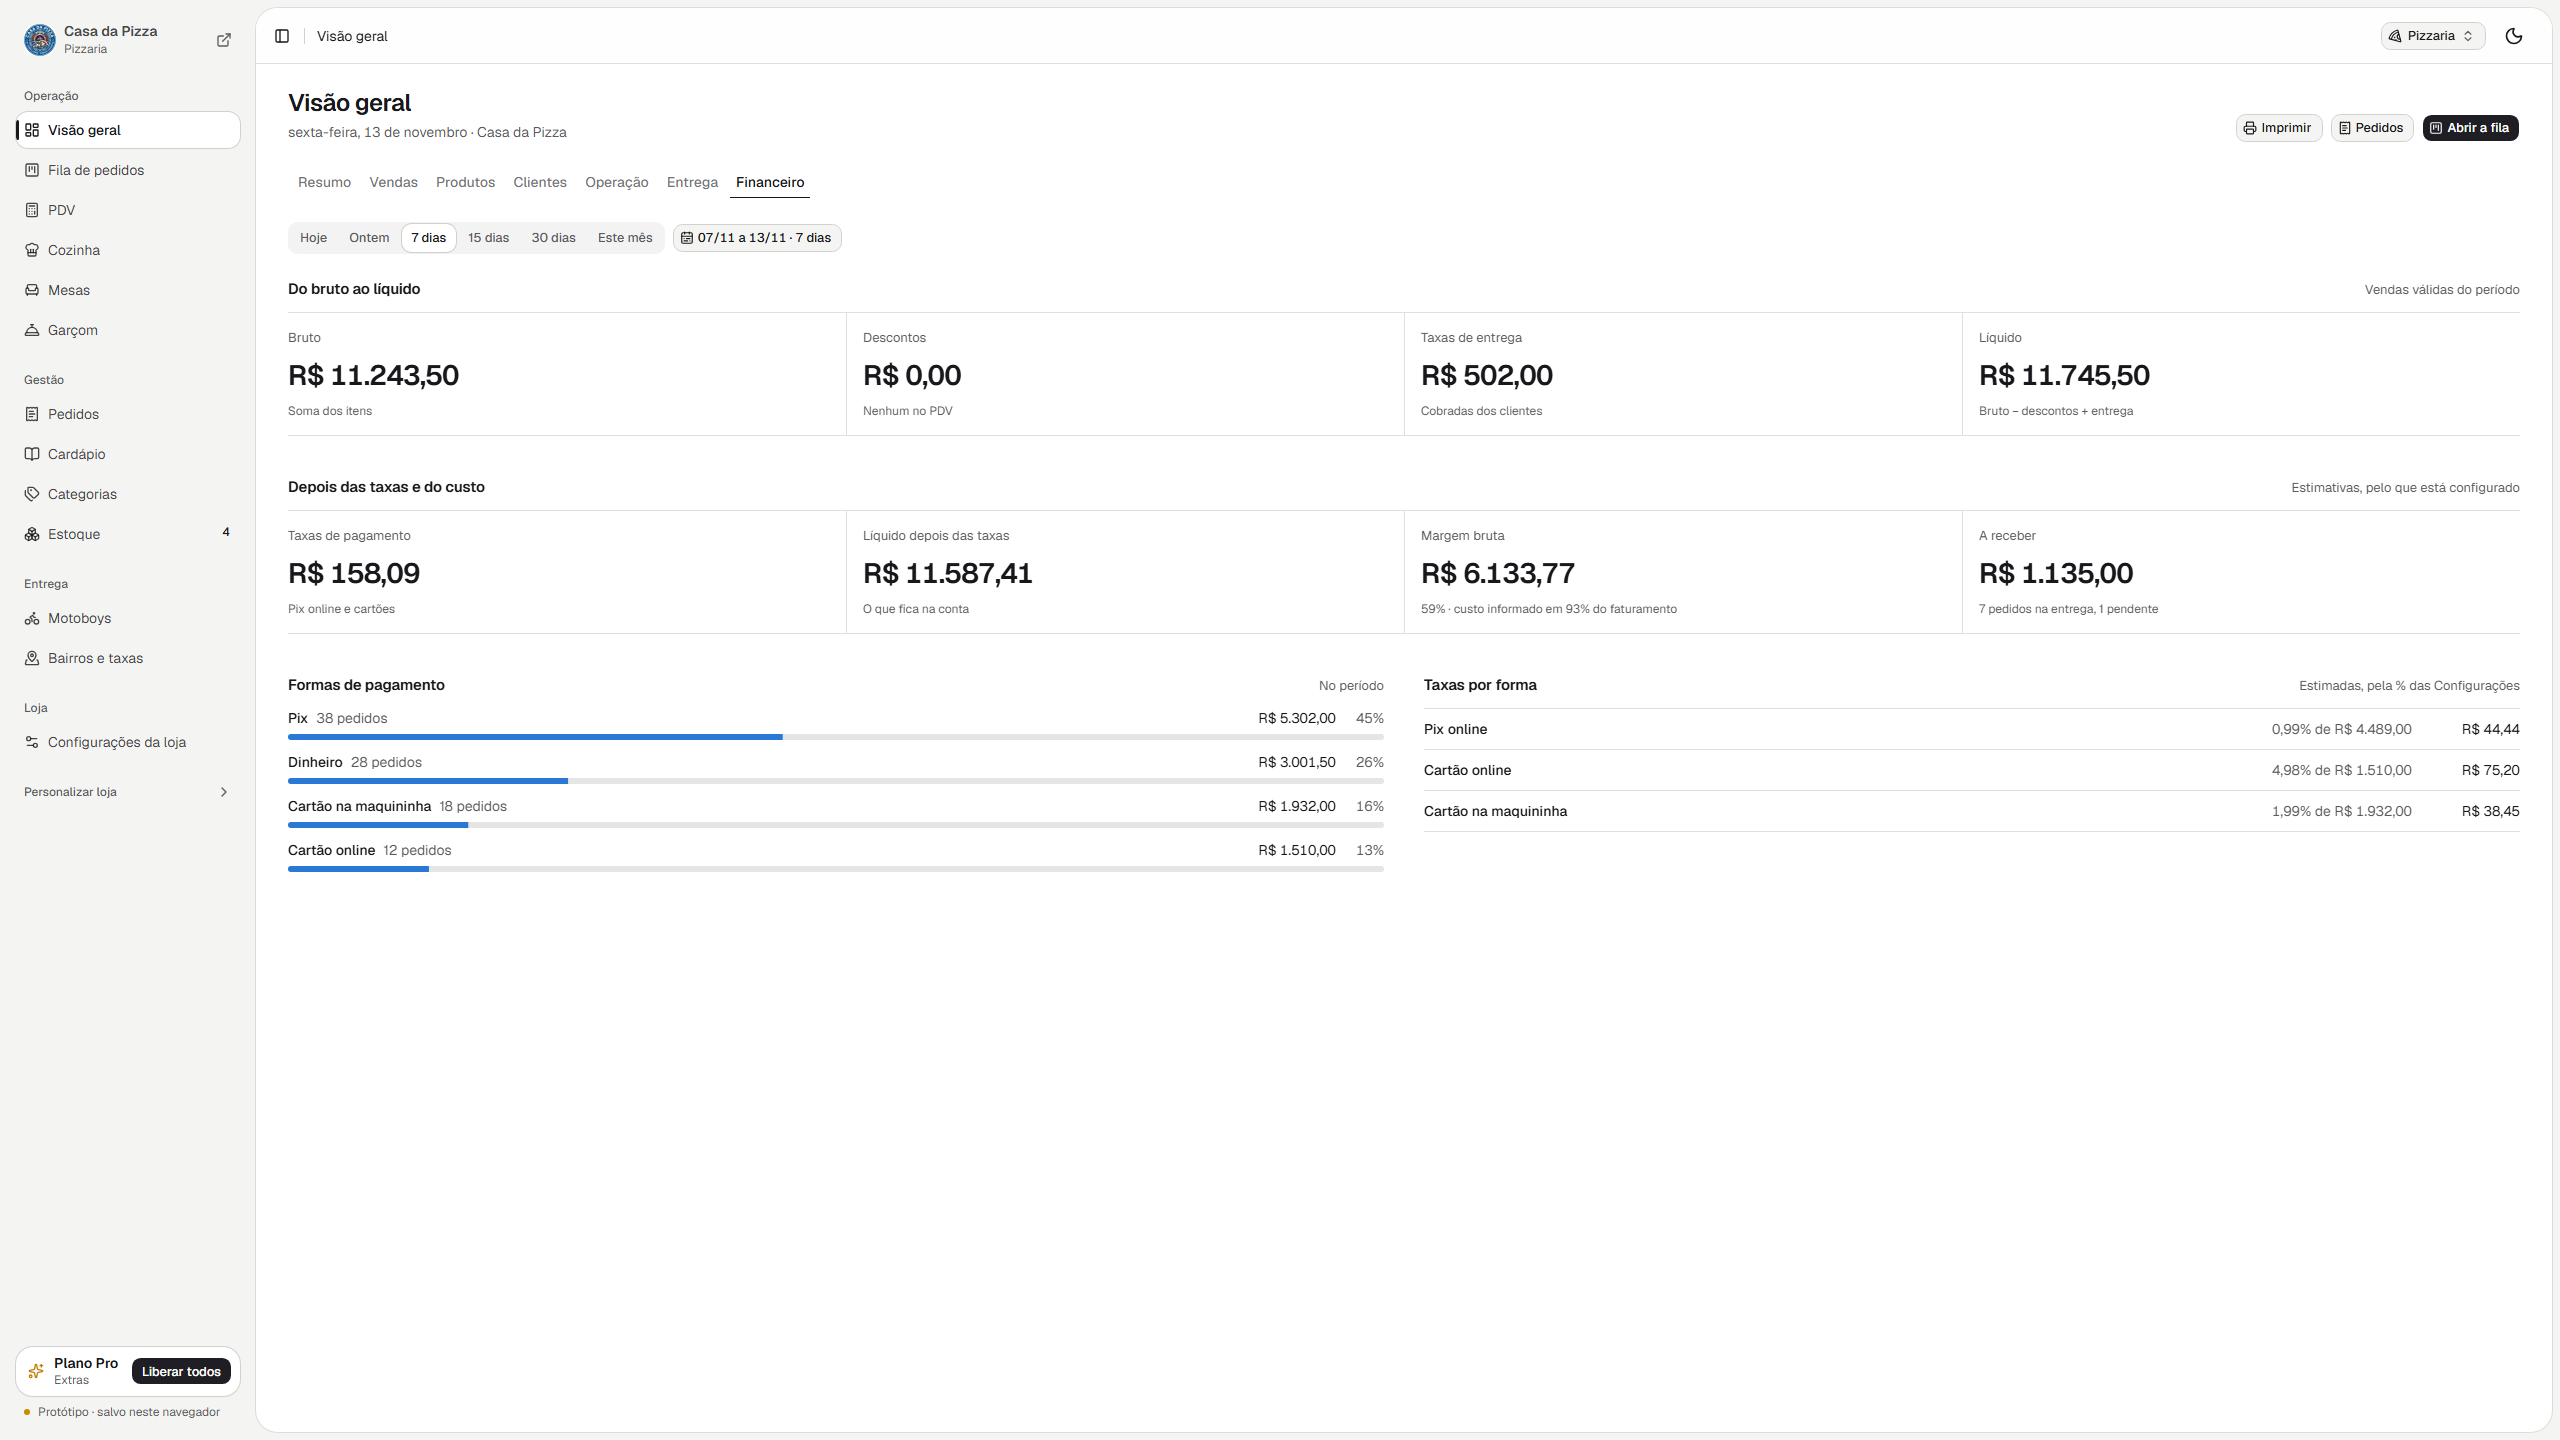 Casa da Pizza
Pizzaria
Operação
Visão geral
Fila de pedidos
PDV
Cozinha
Mesas
Garçom
Gestão
Pedidos
Cardápio
Categorias
Estoque 4
Entrega
Motoboys
Bairros e taxas
Loja
Configurações da loja
Personalizar loja
Plano Pro
Extras
Liberar todos
Protótipo · salvo neste navegador
Visão geral
Pizzaria
Visão geral
sexta-feira, 13 de novembro · Casa da Pizza
Imprimir Pedidos Abrir a fila
Resumo Vendas Produtos Clientes Operação Entrega Financeiro
Hoje Ontem 7 dias 15 dias 30 dias Este mês 07/11 a 13/11 · 7 dias
Do bruto ao líquido Vendas válidas do período
Bruto Descontos Taxas de entrega Líquido
R$ 11.243,50 R$ 0,00 R$ 502,00 R$ 11.745,50
Soma dos itens Nenhum no PDV Cobradas dos clientes Bruto – descontos + entrega
Depois das taxas e do custo Estimativas, pelo que está configurado
Taxas de pagamento Líquido depois das taxas Margem bruta A receber
R$ 158,09 R$ 11.587,41 R$ 6.133,77 R$ 1.135,00
Pix online e cartões O que fica na conta 59% · custo informado em 93% do faturamento 7 pedidos na entrega, 1 pendente
Formas de pagamento No período
Pix 38 pedidos R$ 5.302,00 45%
Dinheiro 28 pedidos R$ 3.001,50 26%
Cartão na maquininha 18 pedidos R$ 1.932,00 16%
Cartão online 12 pedidos R$ 1.510,00 13%
Taxas por forma Estimadas, pela % das Configurações
Pix online 0,99% de R$ 4.489,00 R$ 44,44
Cartão online 4,98% de R$ 1.510,00 R$ 75,20
Cartão na maquininha 1,99% de R$ 1.932,00 R$ 38,45